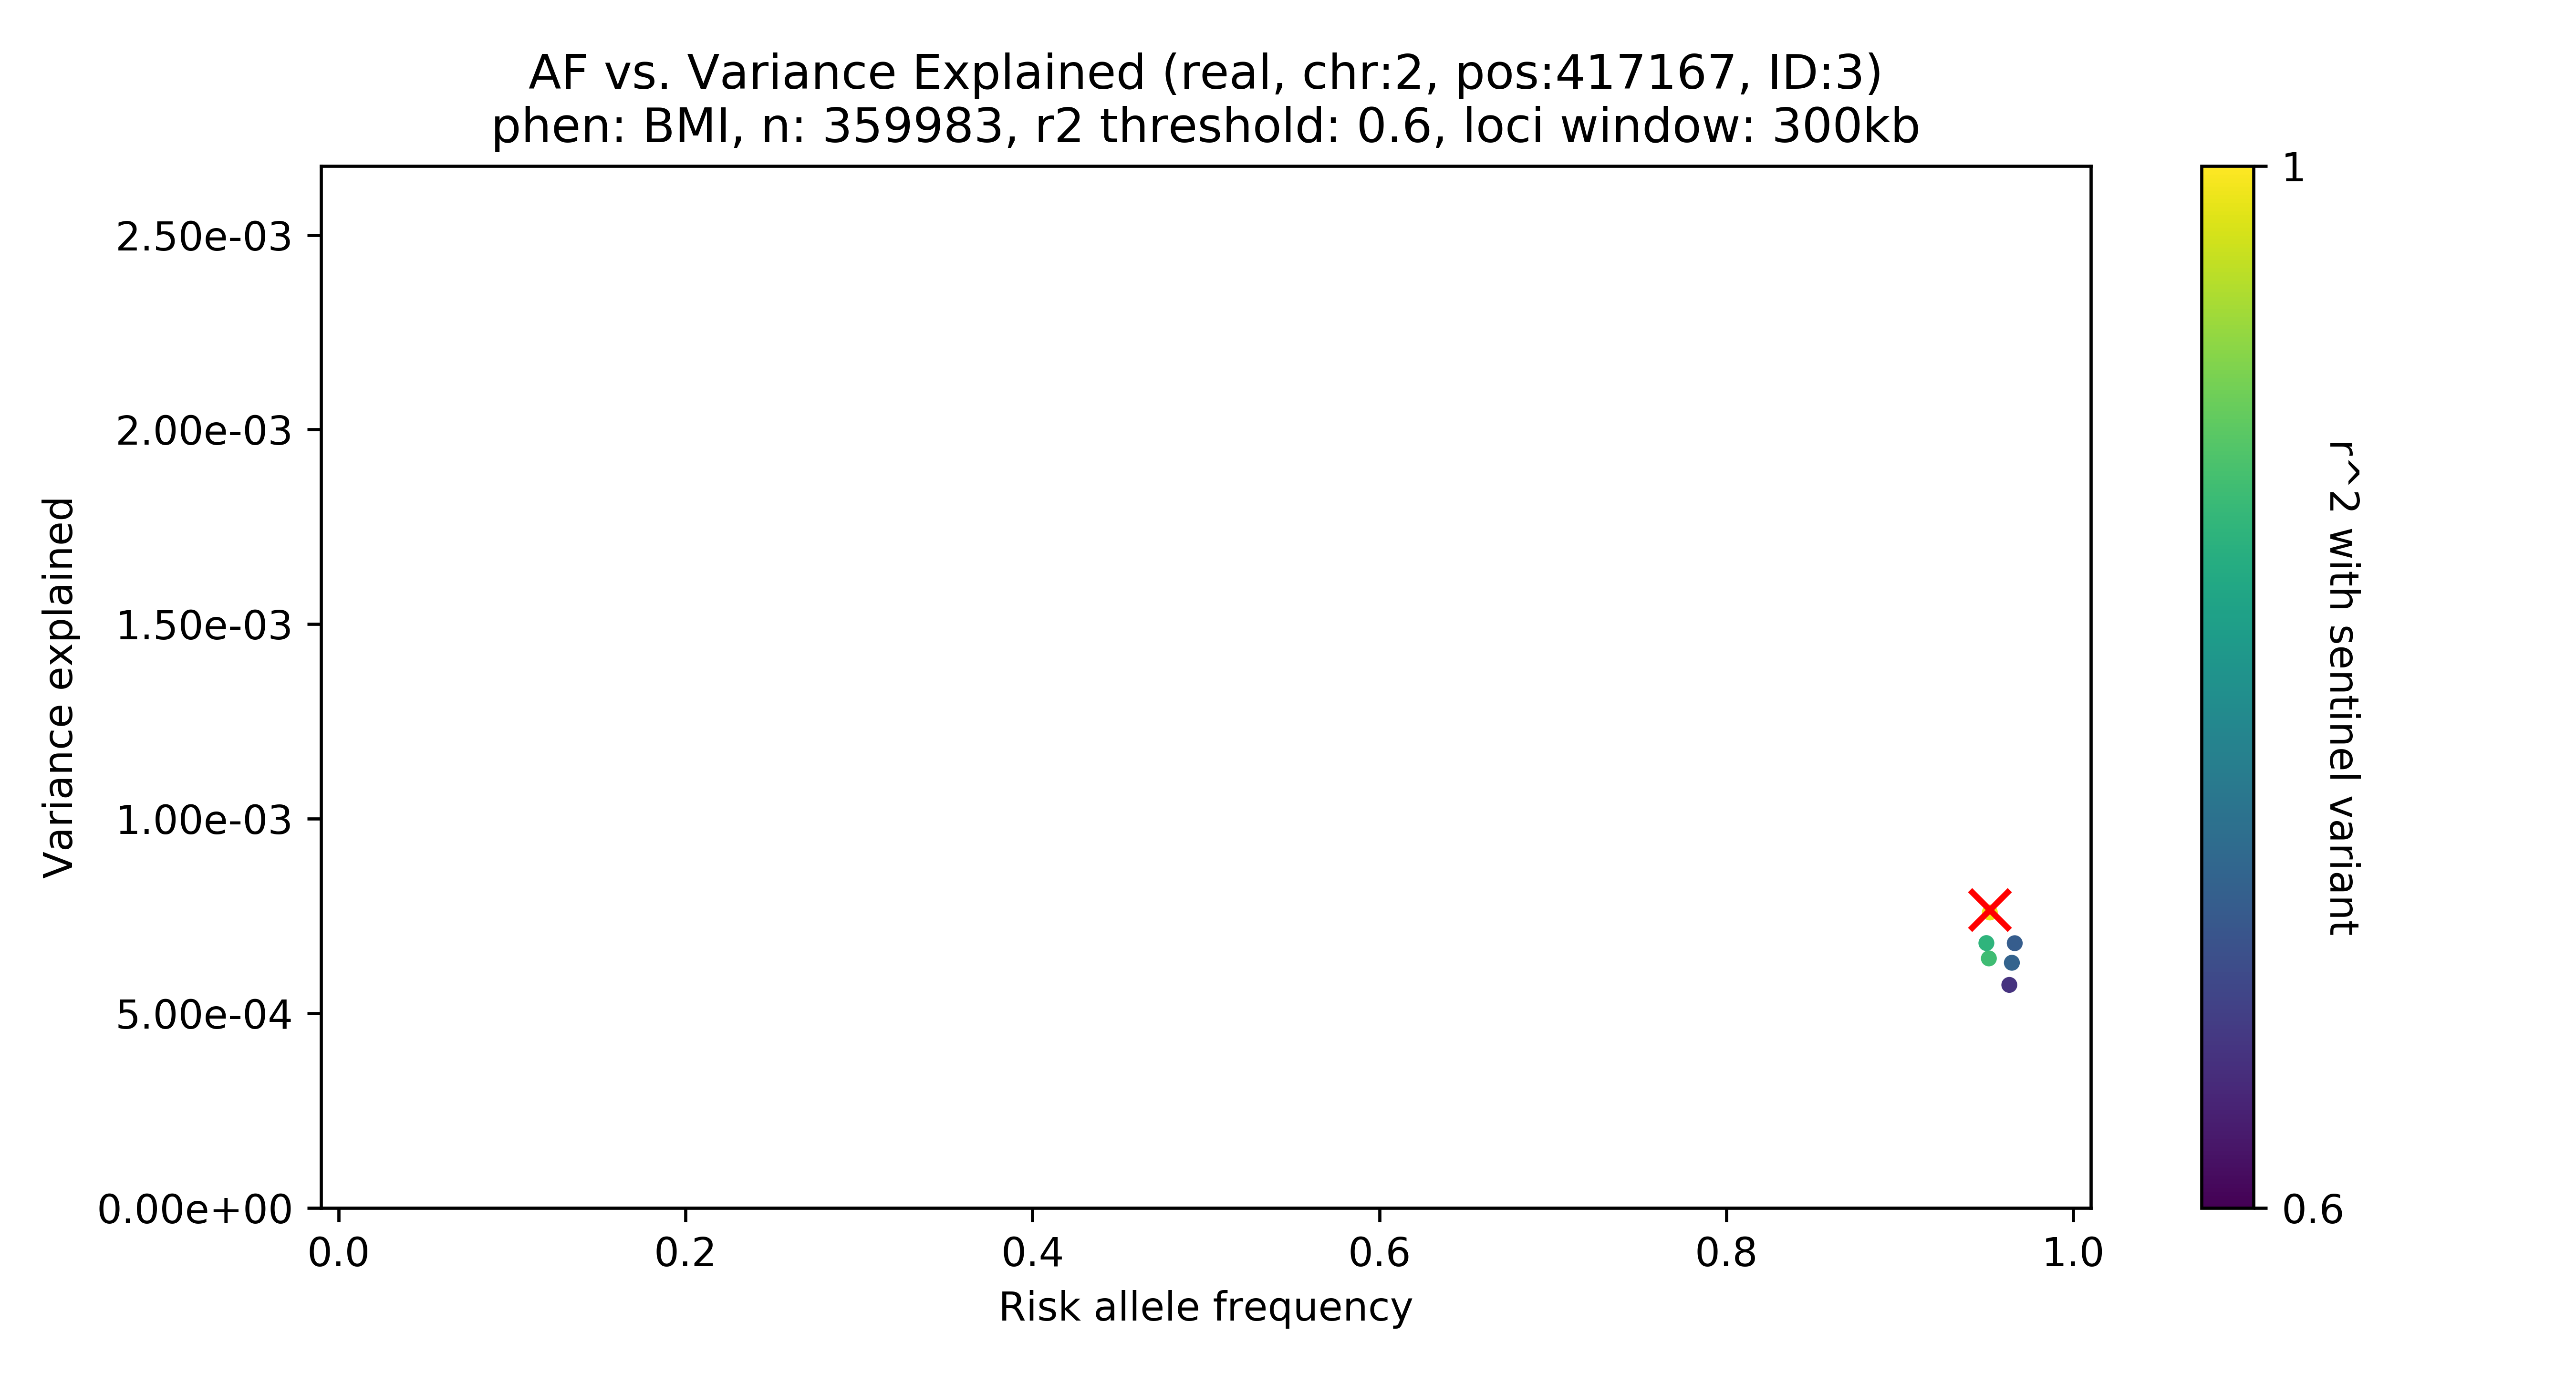 AF vs. Variance Explained (real, chr:2, pos:417167, ID:3)
phen: BMI, n: 359983, r2 threshold: 0.6, loci window: 300kb
Variance explained
2.50e-03
2.00e-03
1.50e-03
1.00e-03
5.00e-04
0.00e+00
0.0
0.2
0.4
0.6
0.8
1.0
Risk allele frequency
1
0.6
r^2 with sentinel variant